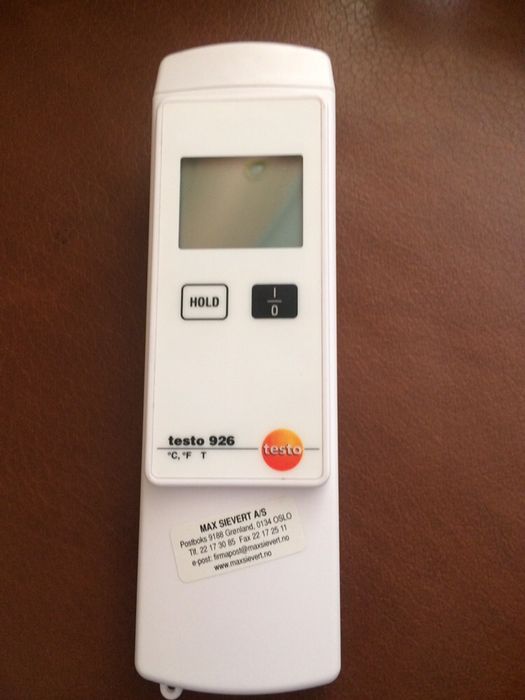 HOLD
I
0
testo 926
testo
°C, °F T
MAX SIEVERT A/S
Postboks 9188 Grønland, 0134 OSLO
Tlf. 22 17 30 85 Fax 22 17 25 11
e-post: firmapost@maxsievert.no
www.maxsievert.no